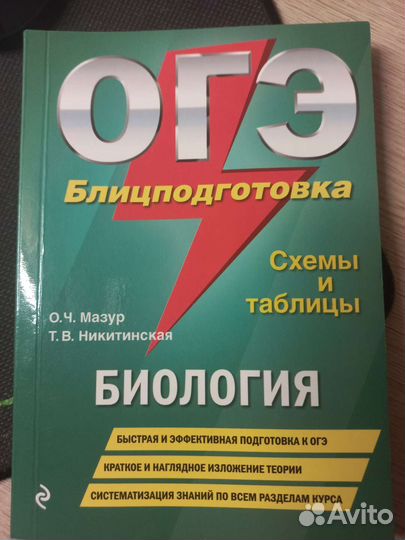 ОГЭ
Блицподготовка
Схемы
и
таблицы
О.Ч. Мазур
Т.В. Никитинская
БИОЛОГИЯ
БЫСТРАЯ И ЭФФЕКТИВНАЯ ПОДГОТОВКА К ОГЭ
КРАТКОЕ И НАГЛЯДНОЕ ИЗЛОЖЕНИЕ ТЕОРИИ
СИСТЕМАТИЗАЦИЯ ЗНАНИЙ ПО ВСЕМ РАЗДЕЛАМ КУРСА
Avito